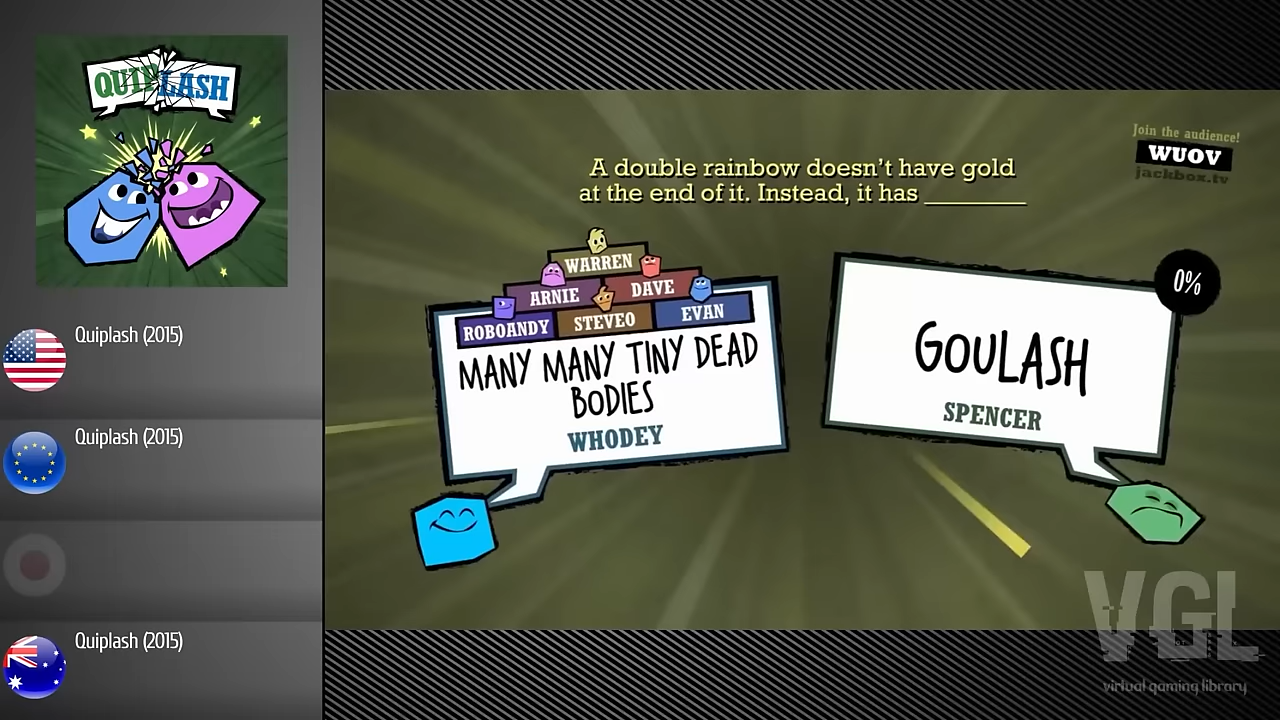 QUIPLASH
Quiplash (2015)
Quiplash (2015)
Quiplash (2015)
Join the audience!
WUOV
jackbox.tv
A double rainbow doesn't have gold
at the end of it. Instead, it has ________
WARREN
ARNIE
DAVE
ROBOANDY
STEVEO
EVAN
MANY MANY TINY DEAD
BODIES
WHODEY
0%
GOULASH
SPENCER
VGL
virtual gaming library